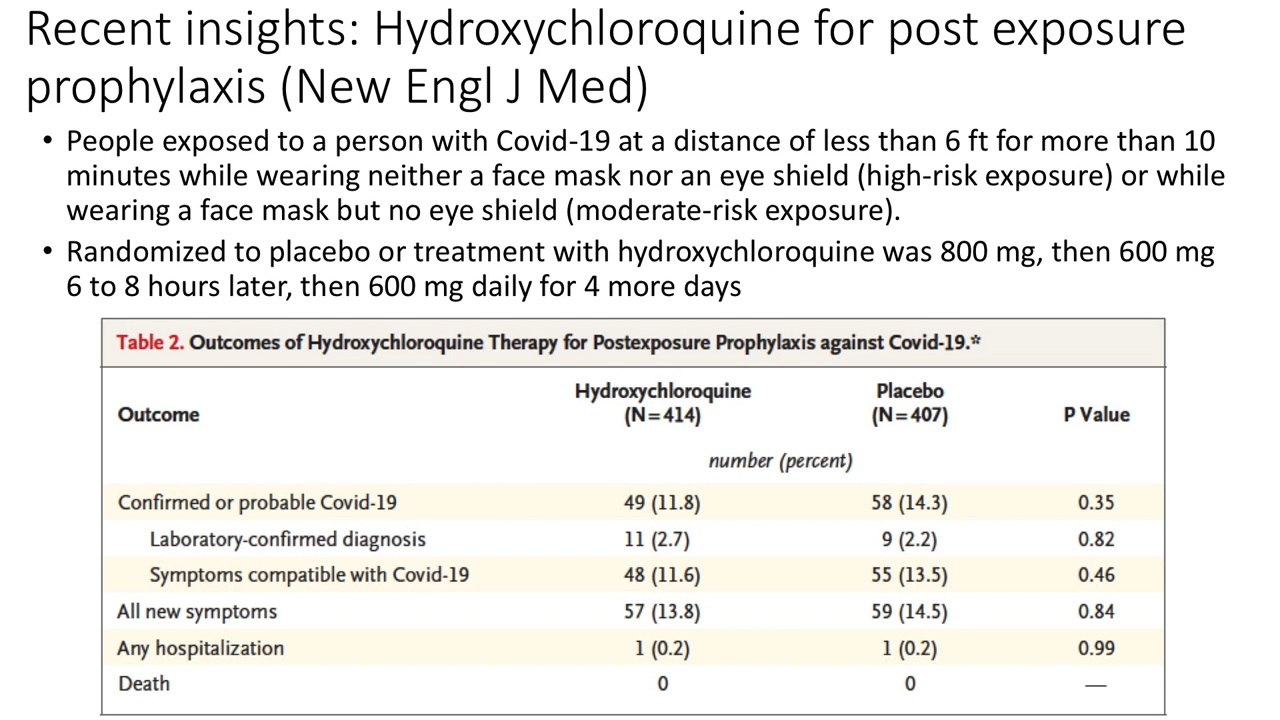 Recent insights: Hydroxychloroquine for post exposure
prophylaxis (New Engl J Med)
• People exposed to a person with Covid-19 at a distance of less than 6 ft for more than 10
minutes while wearing neither a face mask nor an eye shield (high-risk exposure) or while
wearing a face mask but no eye shield (moderate-risk exposure).
• Randomized to placebo or treatment with hydroxychloroquine was 800 mg, then 600 mg
6 to 8 hours later, then 600 mg daily for 4 more days
Table 2. Outcomes of Hydroxychloroquine Therapy for Postexposure Prophylaxis against Covid-19.*
Outcome Hydroxychloroquine (N=414) Placebo (N=407) P Value
number (percent)
Confirmed or probable Covid-19 49 (11.8) 58 (14.3) 0.35
Laboratory-confirmed diagnosis 11 (2.7) 9 (2.2) 0.82
Symptoms compatible with Covid-19 48 (11.6) 55 (13.5) 0.46
All new symptoms 57 (13.8) 59 (14.5) 0.84
Any hospitalization 1 (0.2) 1 (0.2) 0.99
Death 0 0 —